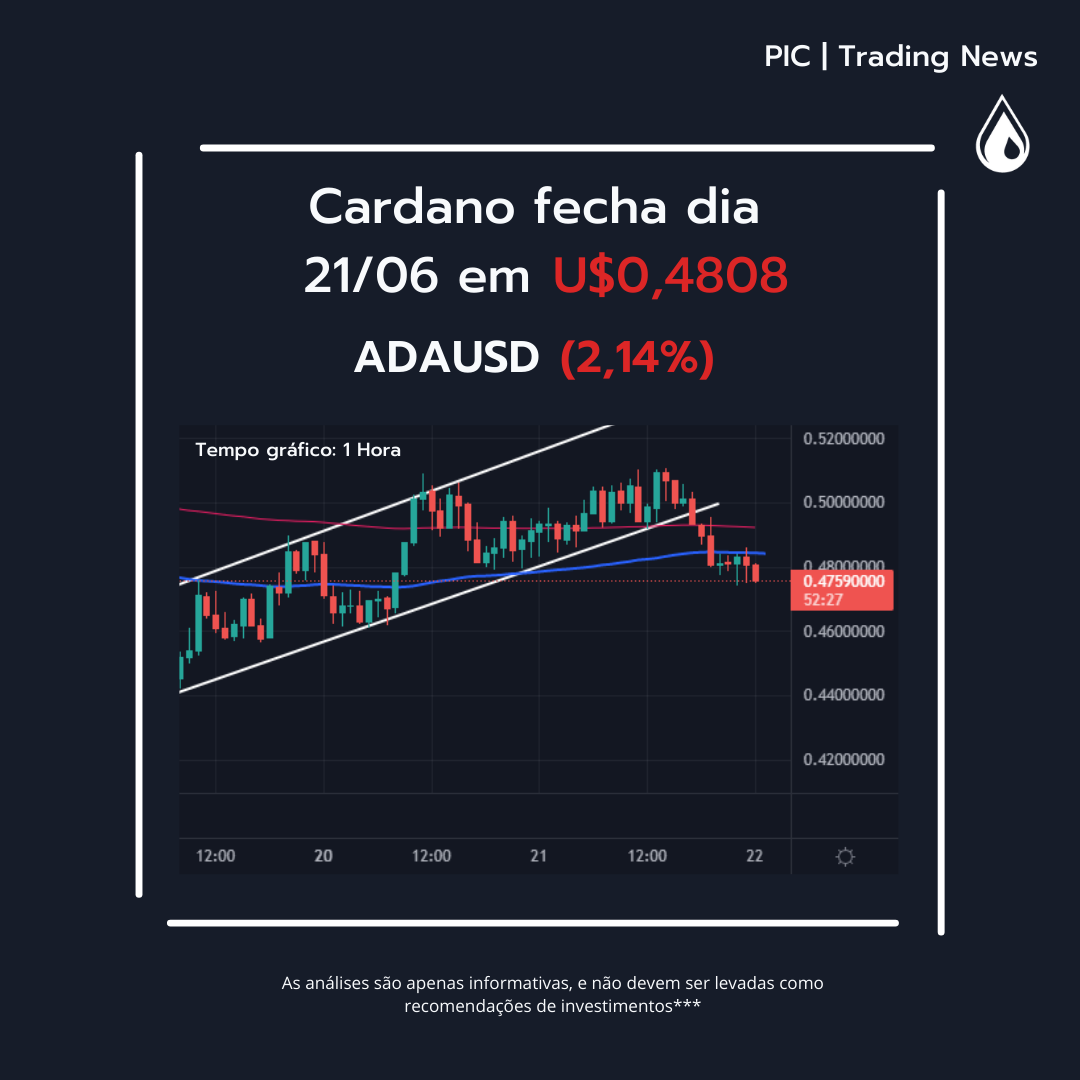 PIC | Trading News
Cardano fecha dia
21/06 em U$0,4808
ADAUSD (2,14%)
Tempo gráfico: 1 Hora
0.52000000
0.50000000
0.48000000
0.47590000
52:27
0.46000000
0.44000000
0.42000000
12:00 20 12:00 21 12:00 22
As análises são apenas informativas, e não devem ser levadas como
recomendações de investimentos***